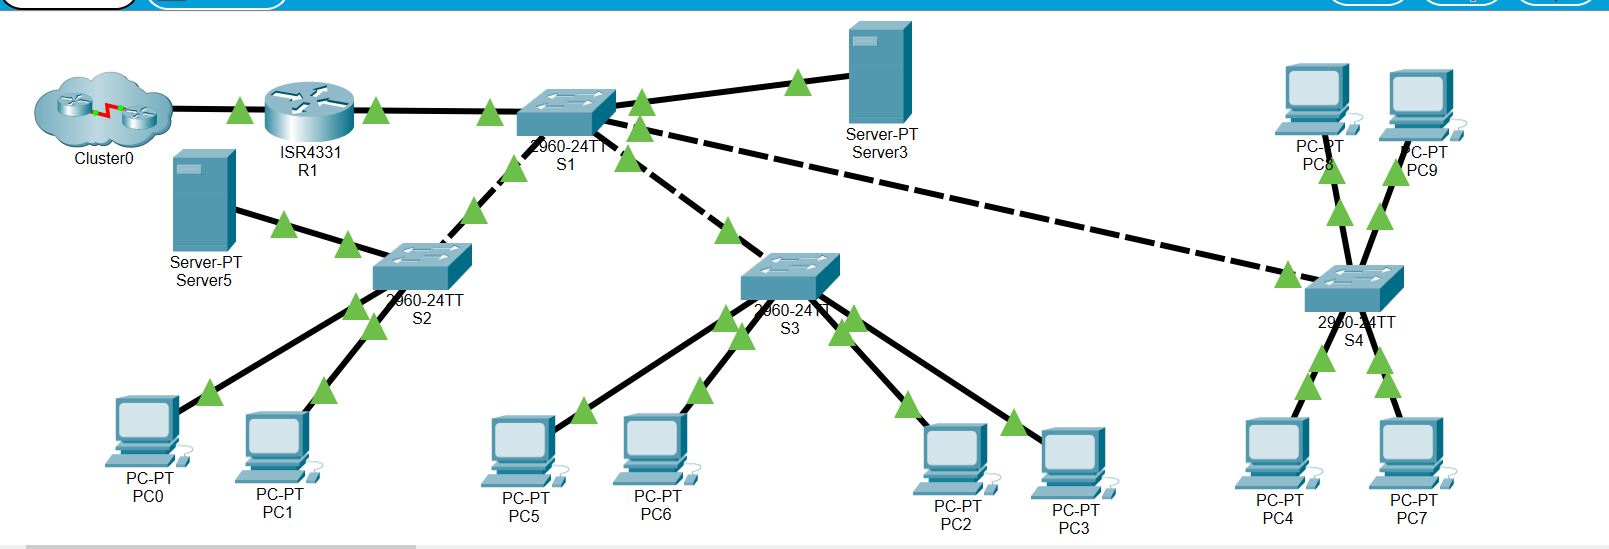 Cluster0
ISR4331
R1
2960-24TT
S1
Server-PT
Server3
PC-PT
PC8
PC-PT
PC9
Server-PT
Server5
2960-24TT
S2
2960-24TT
S3
2960-24TT
S4
PC-PT
PC0
PC-PT
PC1
PC-PT
PC5
PC-PT
PC6
PC-PT
PC2
PC-PT
PC3
PC-PT
PC4
PC-PT
PC7